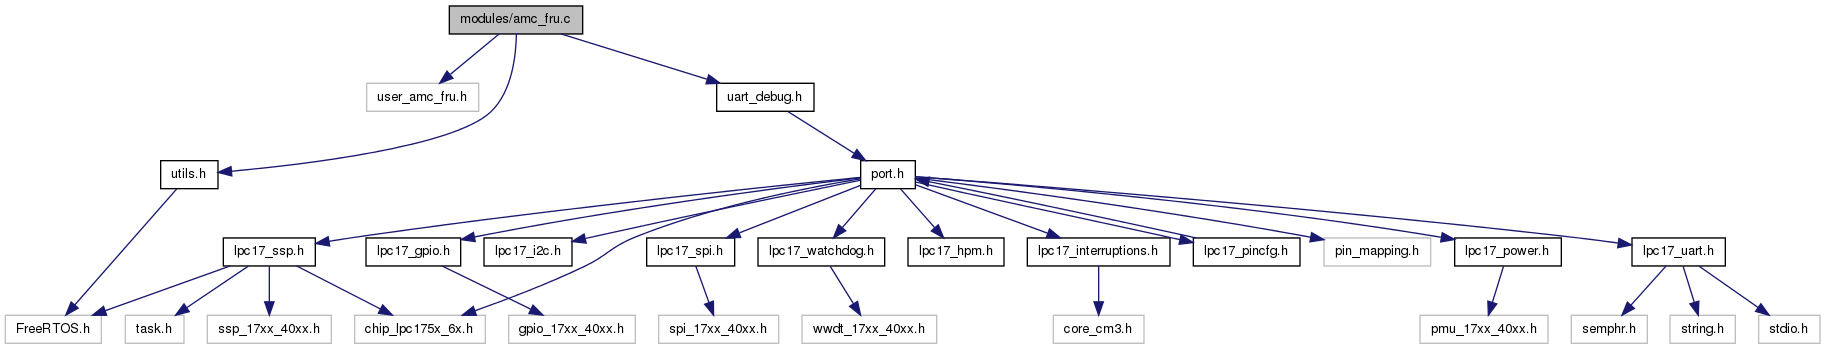 modules/amc_fru.c
user_amc_fru.h
uart_debug.h
utils.h
port.h
lpc17_ssp.h
lpc17_gpio.h
lpc17_i2c.h
lpc17_spi.h
lpc17_watchdog.h
lpc17_hpm.h
lpc17_interruptions.h
lpc17_pincfg.h
pin_mapping.h
lpc17_power.h
lpc17_uart.h
FreeRTOS.h
task.h
ssp_17xx_40xx.h
chip_lpc175x_6x.h
gpio_17xx_40xx.h
spi_17xx_40xx.h
wwdt_17xx_40xx.h
core_cm3.h
pmu_17xx_40xx.h
semphr.h
string.h
stdio.h